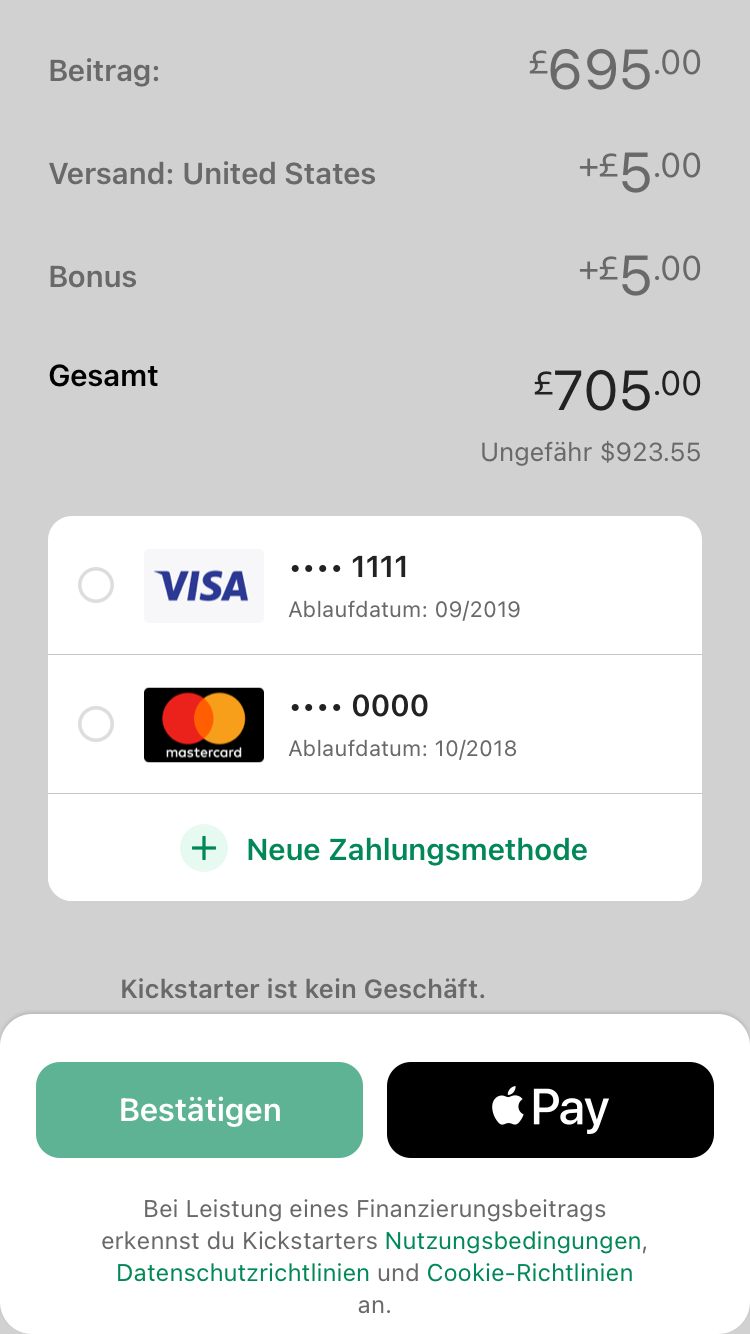 Beitrag: £695.00
Versand: United States +£5.00
Bonus +£5.00
Gesamt £705.00
Ungefähr $923.55
VISA •••• 1111
Ablaufdatum: 09/2019
mastercard •••• 0000
Ablaufdatum: 10/2018
+ Neue Zahlungsmethode
Kickstarter ist kein Geschäft.
Bestätigen Pay
Bei Leistung eines Finanzierungsbeitrags
erkennst du Kickstarters Nutzungsbedingungen,
Datenschutzrichtlinien und Cookie-Richtlinien
an.